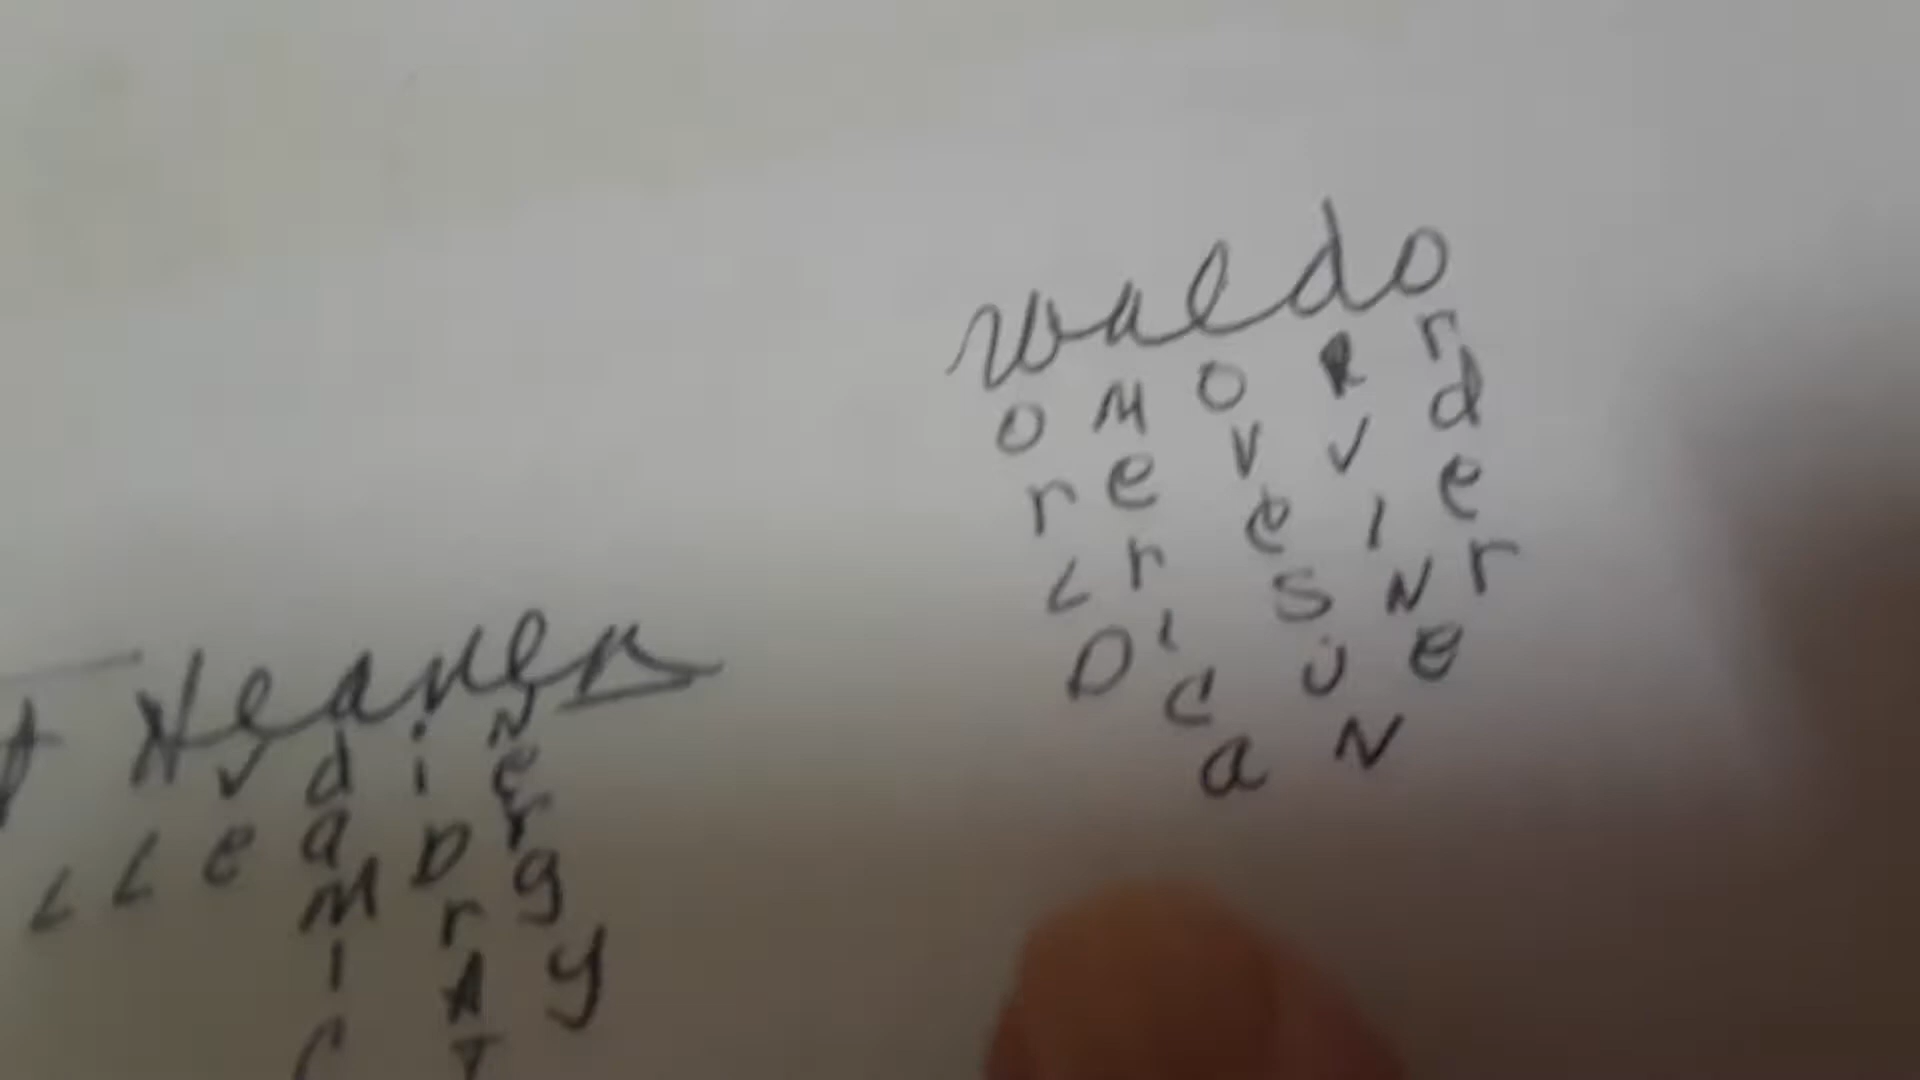 Waldo
O M O R r
r e V V d
L r e I e
D i S N r
C U e
a N
Heaven
V d i N
L L e a b e
M r r
I A g
C T y